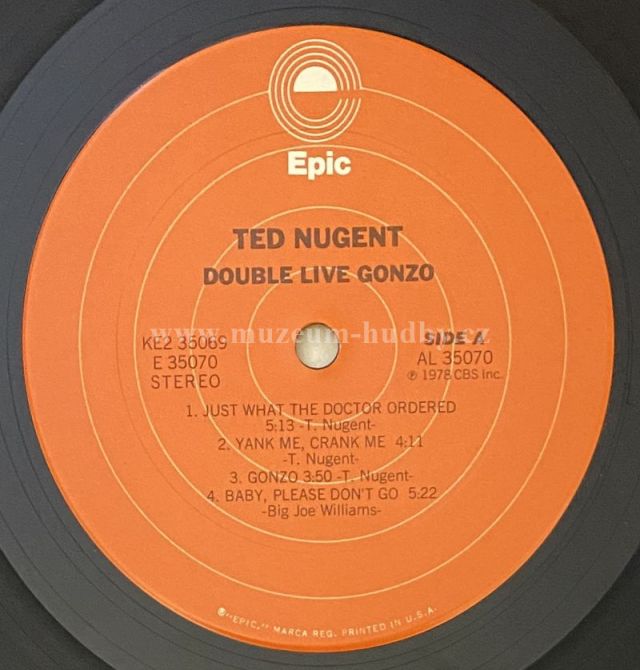 Epic
TED NUGENT
DOUBLE LIVE GONZO
www.muzeum-hudby.cz
KE2 35069
E 35070
STEREO
SIDE A
AL 35070
℗ 1978 CBS Inc.
1. JUST WHAT THE DOCTOR ORDERED
5:13 -T. Nugent-
2. YANK ME, CRANK ME 4:11
-T. Nugent-
3. GONZO 3:50 -T. Nugent-
4. BABY, PLEASE DON'T GO 5:22
-Big Joe Williams-
®"EPIC," MARCA REG. PRINTED IN U.S.A.